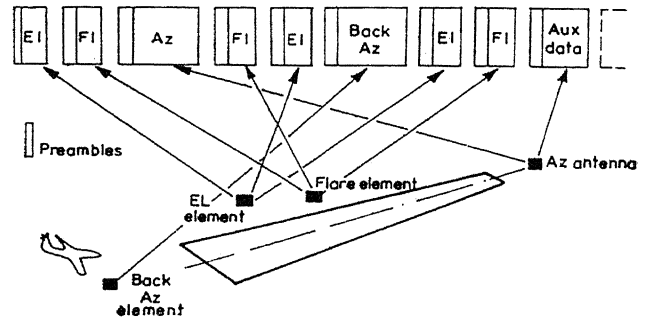 El
Fl
Az
Fl
El
Back
Az
El
Fl
Aux
data
Preambles
Az antenna
Flare element
EL
element
Back
Az
element